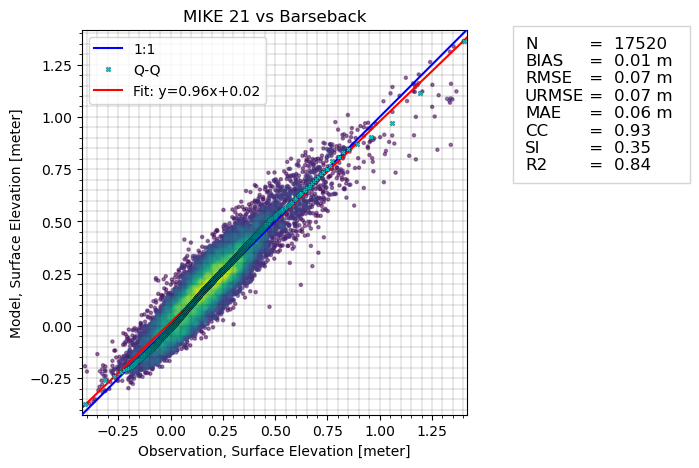 MIKE 21 vs Barseback
1:1
Q-Q
Fit: y=0.96x+0.02
N = 17520
BIAS = 0.01 m
RMSE = 0.07 m
URMSE = 0.07 m
MAE = 0.06 m
CC = 0.93
SI = 0.35
R2 = 0.84
Model, Surface Elevation [meter]
1.25
1.00
0.75
0.50
0.25
0.00
−0.25
−0.25 0.00 0.25 0.50 0.75 1.00 1.25
Observation, Surface Elevation [meter]